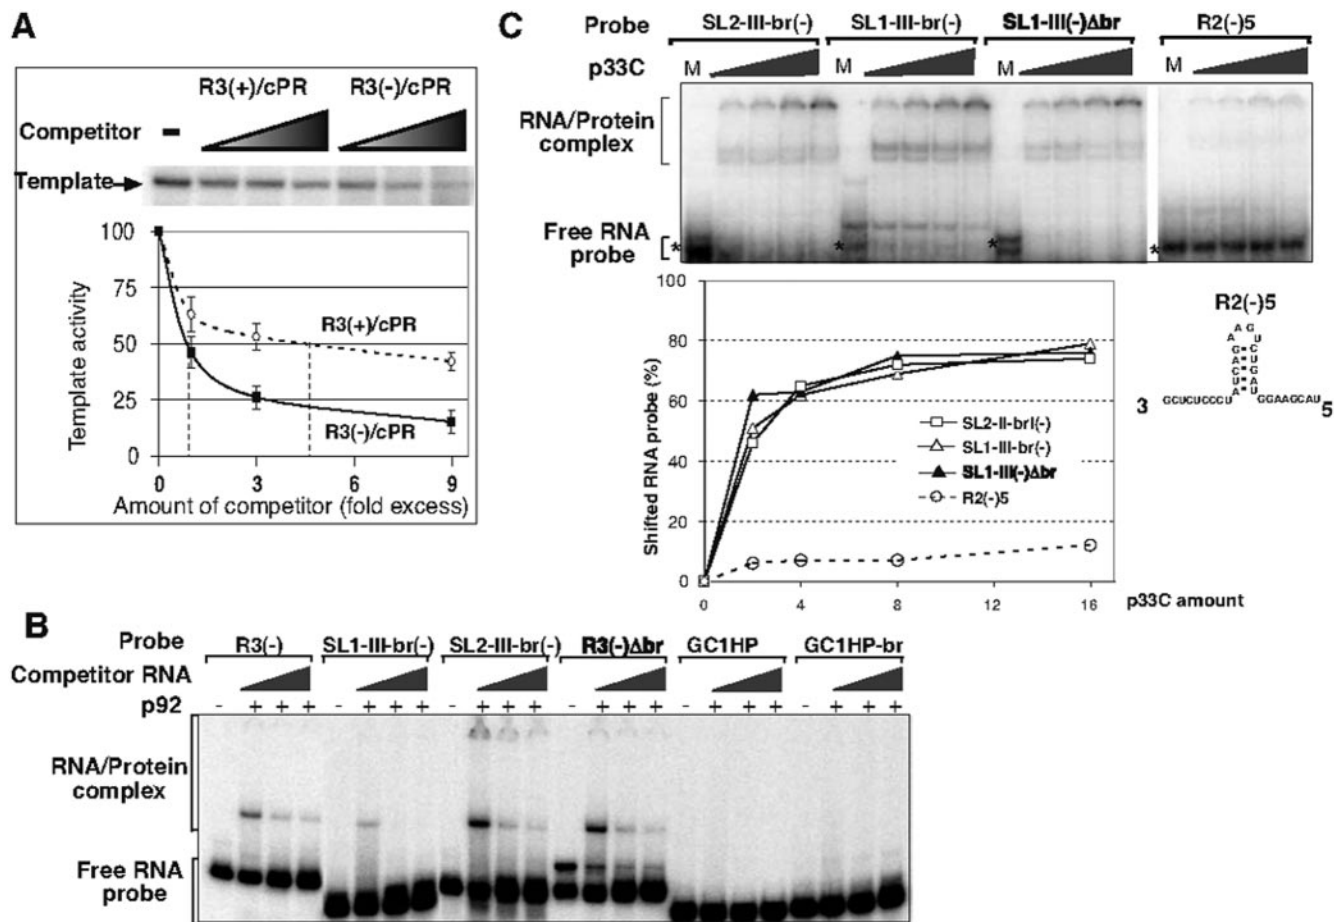 A
R3(+)/cPR R3(-)/cPR
Competitor -
Template
100
75
50
25
0
Template activity
R3(+)/cPR
R3(-)/cPR
0 3 6 9
Amount of competitor (fold excess)
C
Probe SL2-III-br(-) SL1-III-br(-) SL1-III(-)Δbr R2(-)5
p33C M M M M
RNA/Protein
complex
Free RNA
probe
* * * *
100
80
60
40
20
0
Shifted RNA probe (%)
SL2-II-brl(-)
SL1-III-br(-)
SL1-III(-)Δbr
R2(-)5
0 4 8 12 16 p33C amount
R2(-)5
3 GCUCUCCCU GGAAGCAU 5
B
Probe R3(-) SL1-III-br(-) SL2-III-br(-) R3(-)Δbr GC1HP GC1HP-br
Competitor RNA
p92 - + + + - + + + - + + + - + + + - + + + - + + +
RNA/Protein
complex
Free RNA
probe